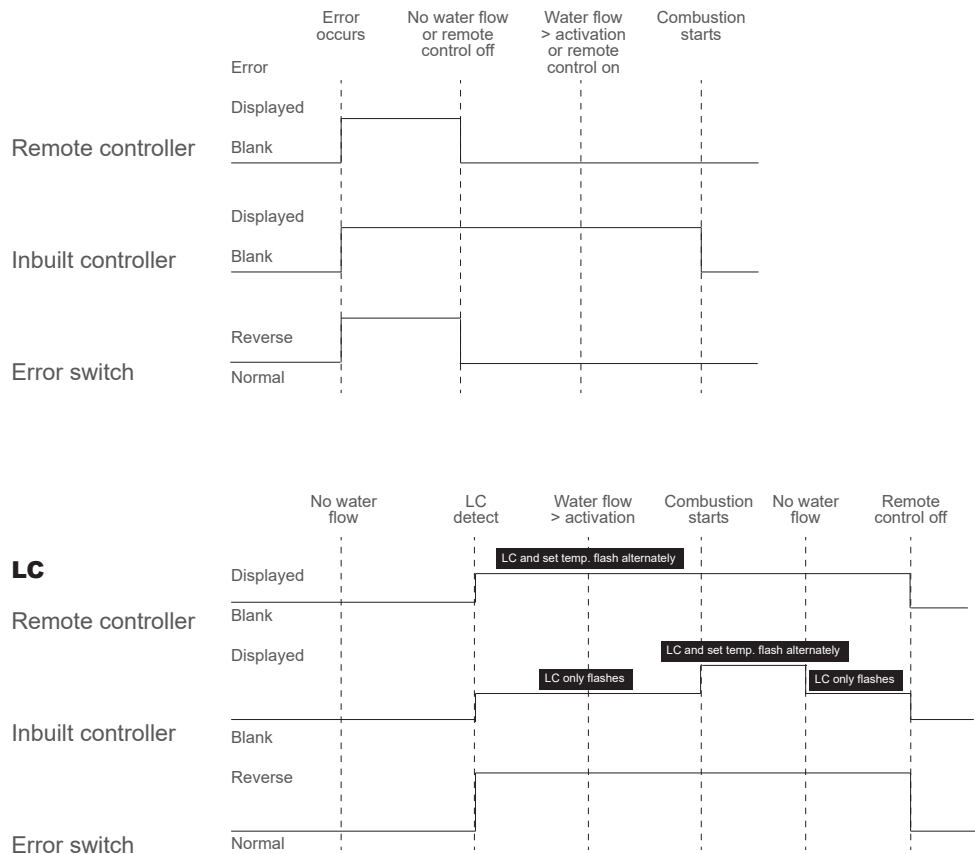 Error
occurs
No water flow
or remote
control off
Water flow
> activation
or remote
control on
Combustion
starts
Error
Displayed
Remote controller
Blank
Displayed
Inbuilt controller
Blank
Reverse
Error switch
Normal
No water
flow
LC
detect
Water flow
> activation
Combustion
starts
No water
flow
Remote
control off
LC
LC and set temp. flash alternately
Displayed
Blank
Remote controller
Displayed
LC and set temp. flash alternately
LC only flashes
LC only flashes
Inbuilt controller
Blank
Reverse
Error switch
Normal